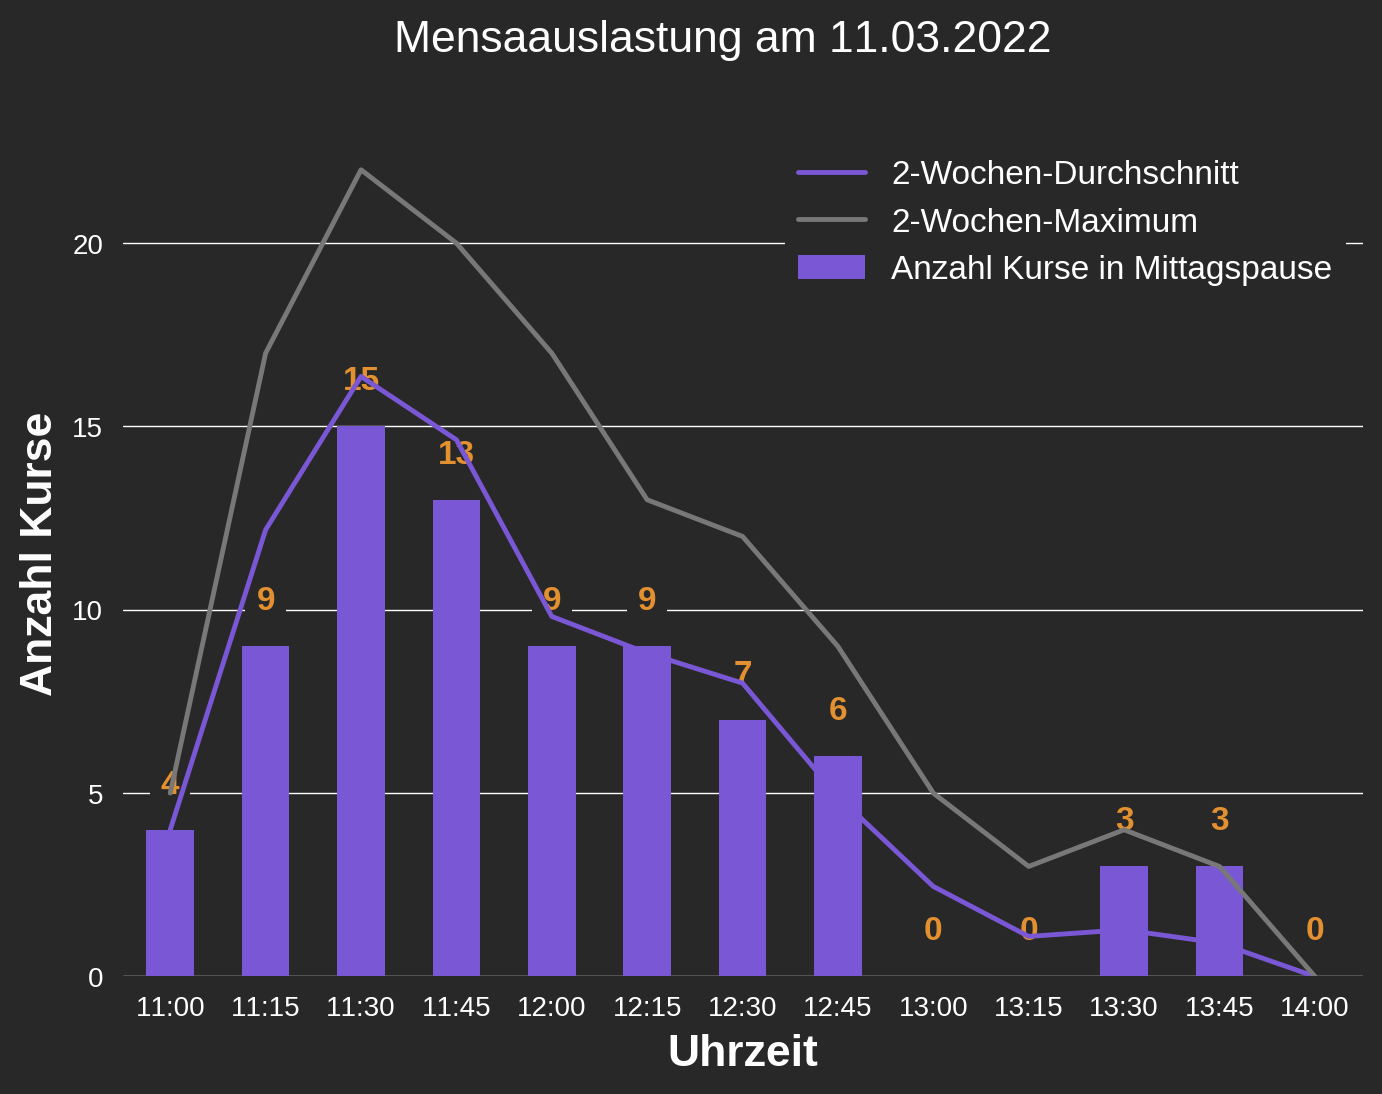 Mensaauslastung am 11.03.2022
2-Wochen-Durchschnitt
2-Wochen-Maximum
Anzahl Kurse in Mittagspause
Anzahl Kurse
20
15
10
5
0
4
9
15
13
9
9
7
6
0
0
3
3
0
11:00 11:15 11:30 11:45 12:00 12:15 12:30 12:45 13:00 13:15 13:30 13:45 14:00
Uhrzeit